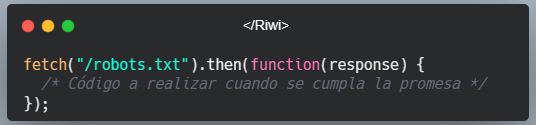 </Riwi>
fetch("/robots.txt").then(function(response) {
/* Código a realizar cuando se cumpla la promesa */
});